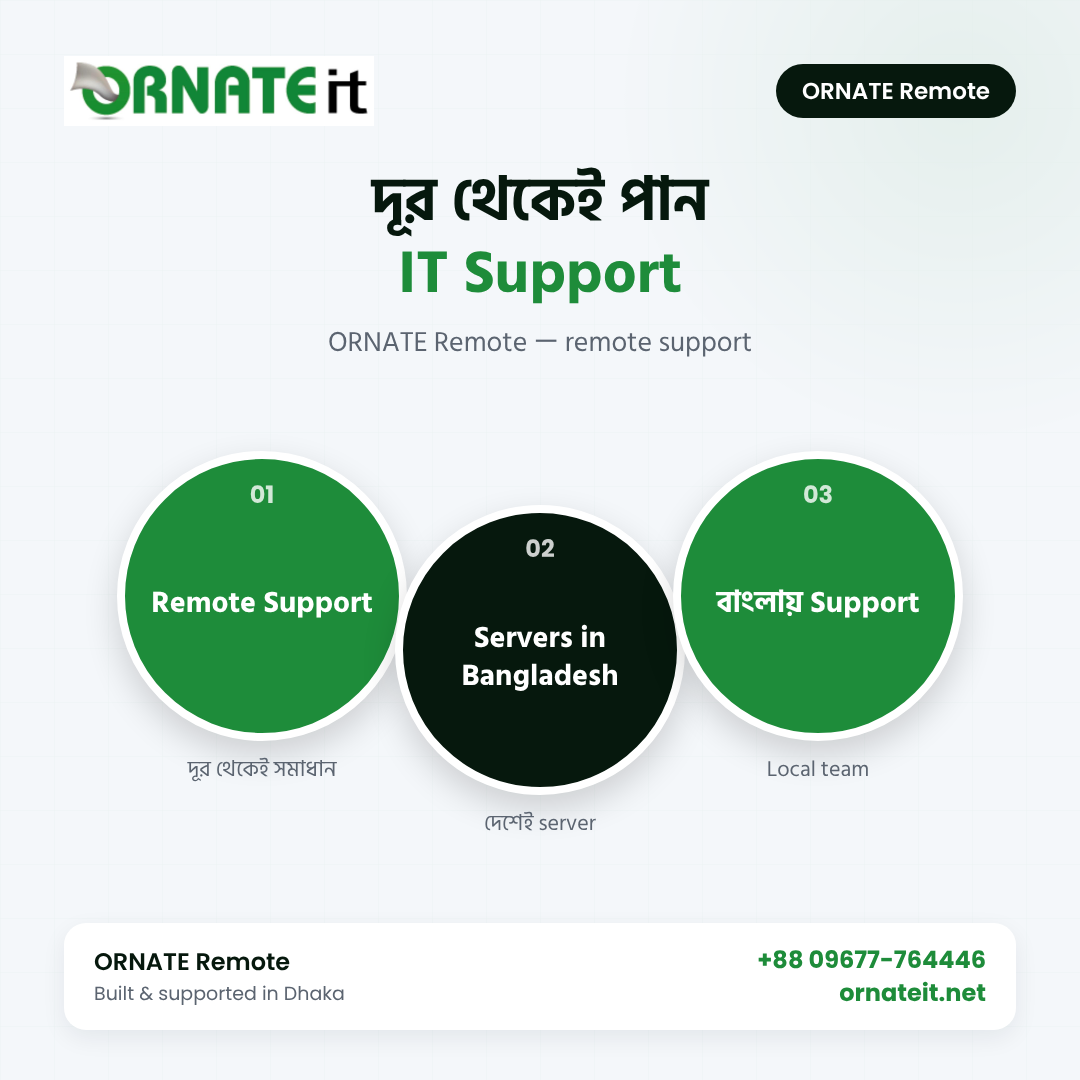 ORNATE it
ORNATE Remote
দূর থেকেই পান
IT Support
ORNATE Remote — remote support
01
Remote Support
দূর থেকেই সমাধান
02
Servers in
Bangladesh
দেশেই server
03
বাংলায় Support
Local team
ORNATE Remote
Built & supported in Dhaka
+88 09677-764446
ornateit.net